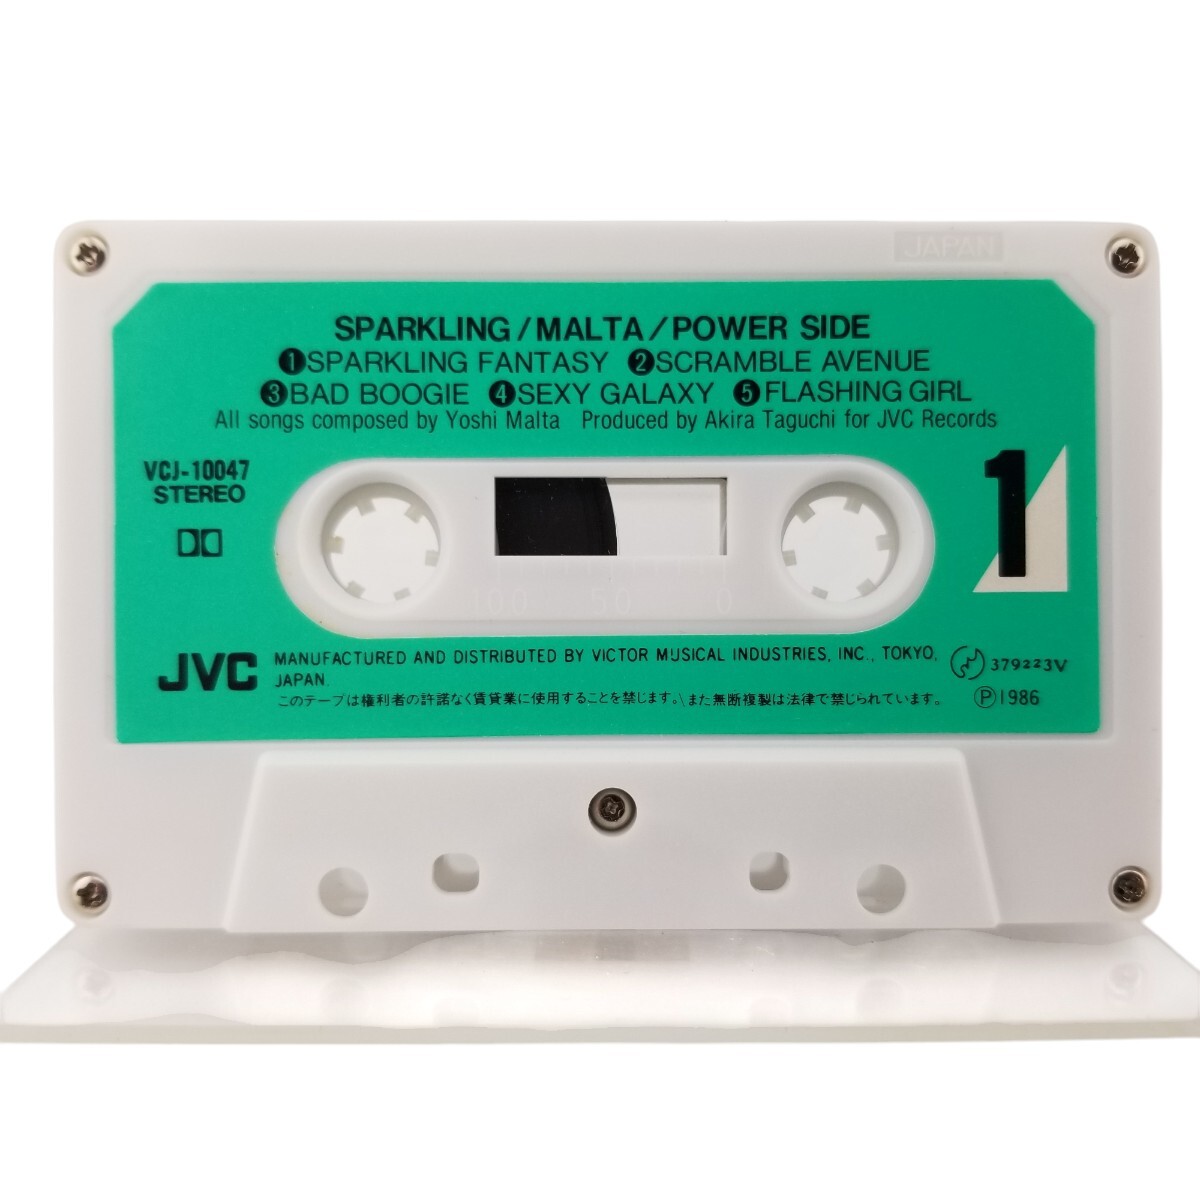 JAPAN
SPARKLING/MALTA/POWER SIDE
❶SPARKLING FANTASY ❷SCRAMBLE AVENUE
❸BAD BOOGIE ❹SEXY GALAXY ❺FLASHING GIRL
All songs composed by Yoshi Malta Produced by Akira Taguchi for JVC Records
VCJ-10047
STEREO
1
100 50 0
JVC
MANUFACTURED AND DISTRIBUTED BY VICTOR MUSICAL INDUSTRIES, INC., TOKYO,
JAPAN.
379223V
このテープは権利者の許諾なく賃貸業に使用することを禁じます。\また無断複製は法律で禁じられています。
Ⓟ1986